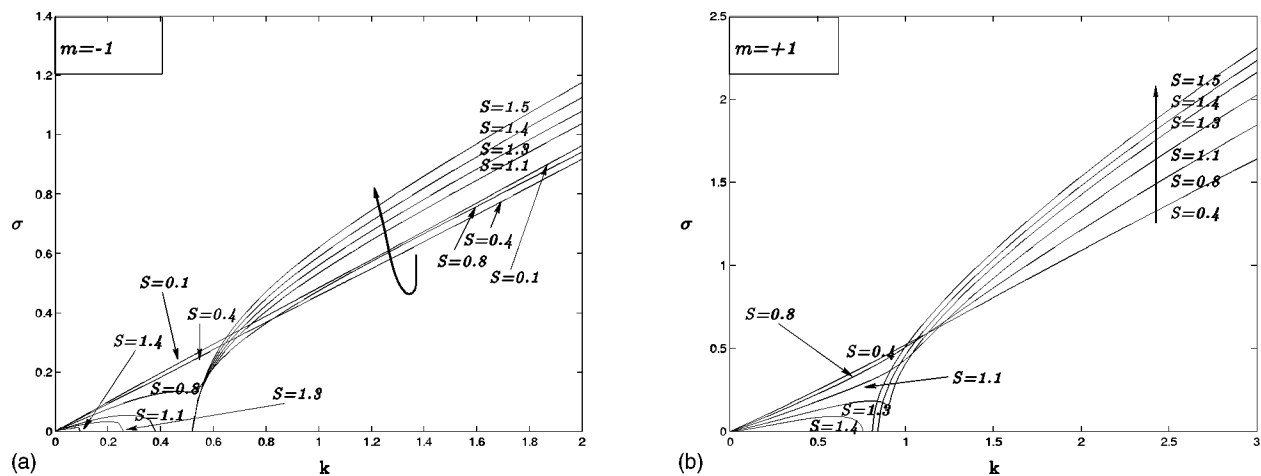 m=-1
1.4
1.2
1
0.8
0.6
0.4
0.2
0
σ
S=1.5
S=1.4
S=1.3
S=1.1
S=0.4
S=0.8
S=0.1
S=0.1
S=0.4
S=1.4
S=0.8
S=1.1
S=1.3
0 0.2 0.4 0.6 0.8 1 1.2 1.4 1.6 1.8 2
k
(a)
m=+1
2.5
2
1.5
1
0.5
0
σ
S=1.5
S=1.4
S=1.3
S=1.1
S=0.8
S=0.4
S=0.8
S=0.4
S=1.1
S=1.3
S=1.4
0 0.5 1 1.5 2 2.5 3
k
(b)